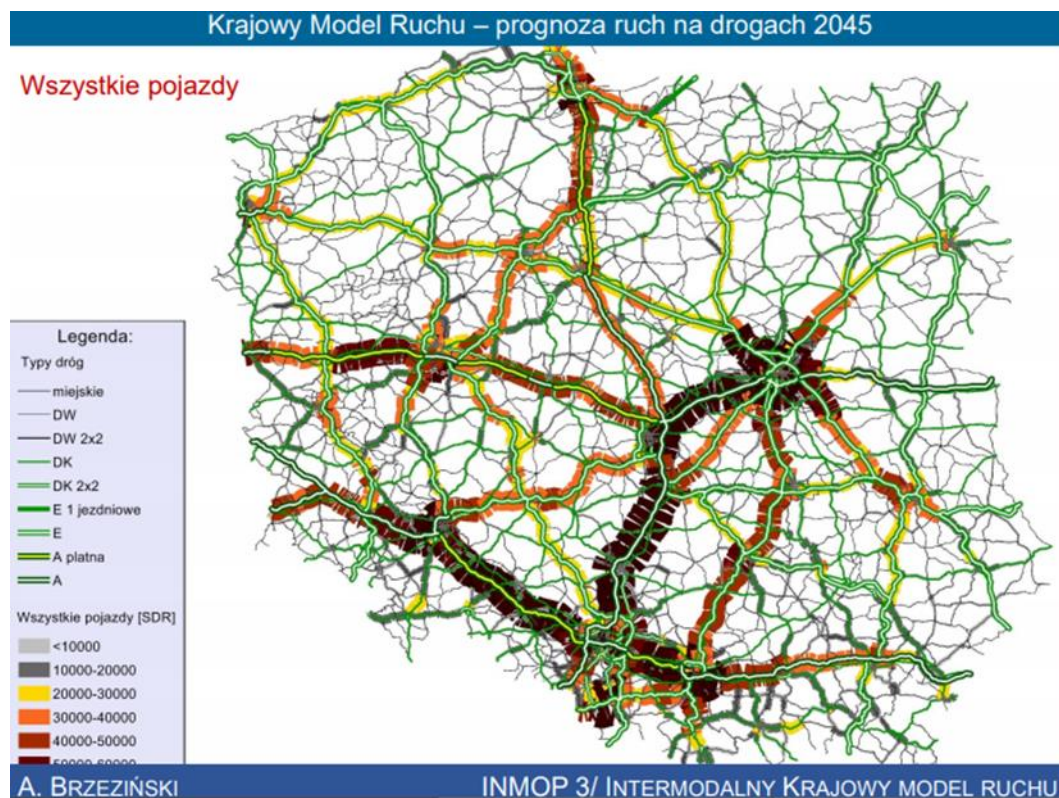 Krajowy Model Ruchu – prognoza ruch na drogach 2045
Wszystkie pojazdy
Legenda:
Typy dróg
miejskie
DW
DW 2x2
DK
DK 2x2
E 1 jezdniowe
E
A płatna
A
Wszystkie pojazdy [SDR]
<10000
10000-20000
20000-30000
30000-40000
40000-50000
50000-60000
A. BRZEZIŃSKI
INMOP 3/ INTERMODALNY KRAJOWY MODEL RUCHU